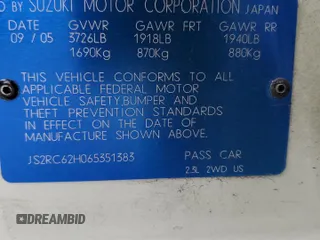 D BY SUZUKI MOTOR CORPORATION JAPAN
DATE GVWR GAWR FRT GAWR RR
09 / 05 3726LB 1918LB 1940LB
1690Kg 870Kg 880Kg
THIS VEHICLE CONFORMS TO ALL
APPLICABLE FEDERAL MOTOR
VEHICLE SAFETY,BUMPER AND
THEFT PREVENTION STANDARDS
IN EFFECT ON THE DATE OF
MANUFACTURE SHOWN ABOVE.
JS2RC62H065351383 PASS CAR
2.3L 2WD US
DREAMBID